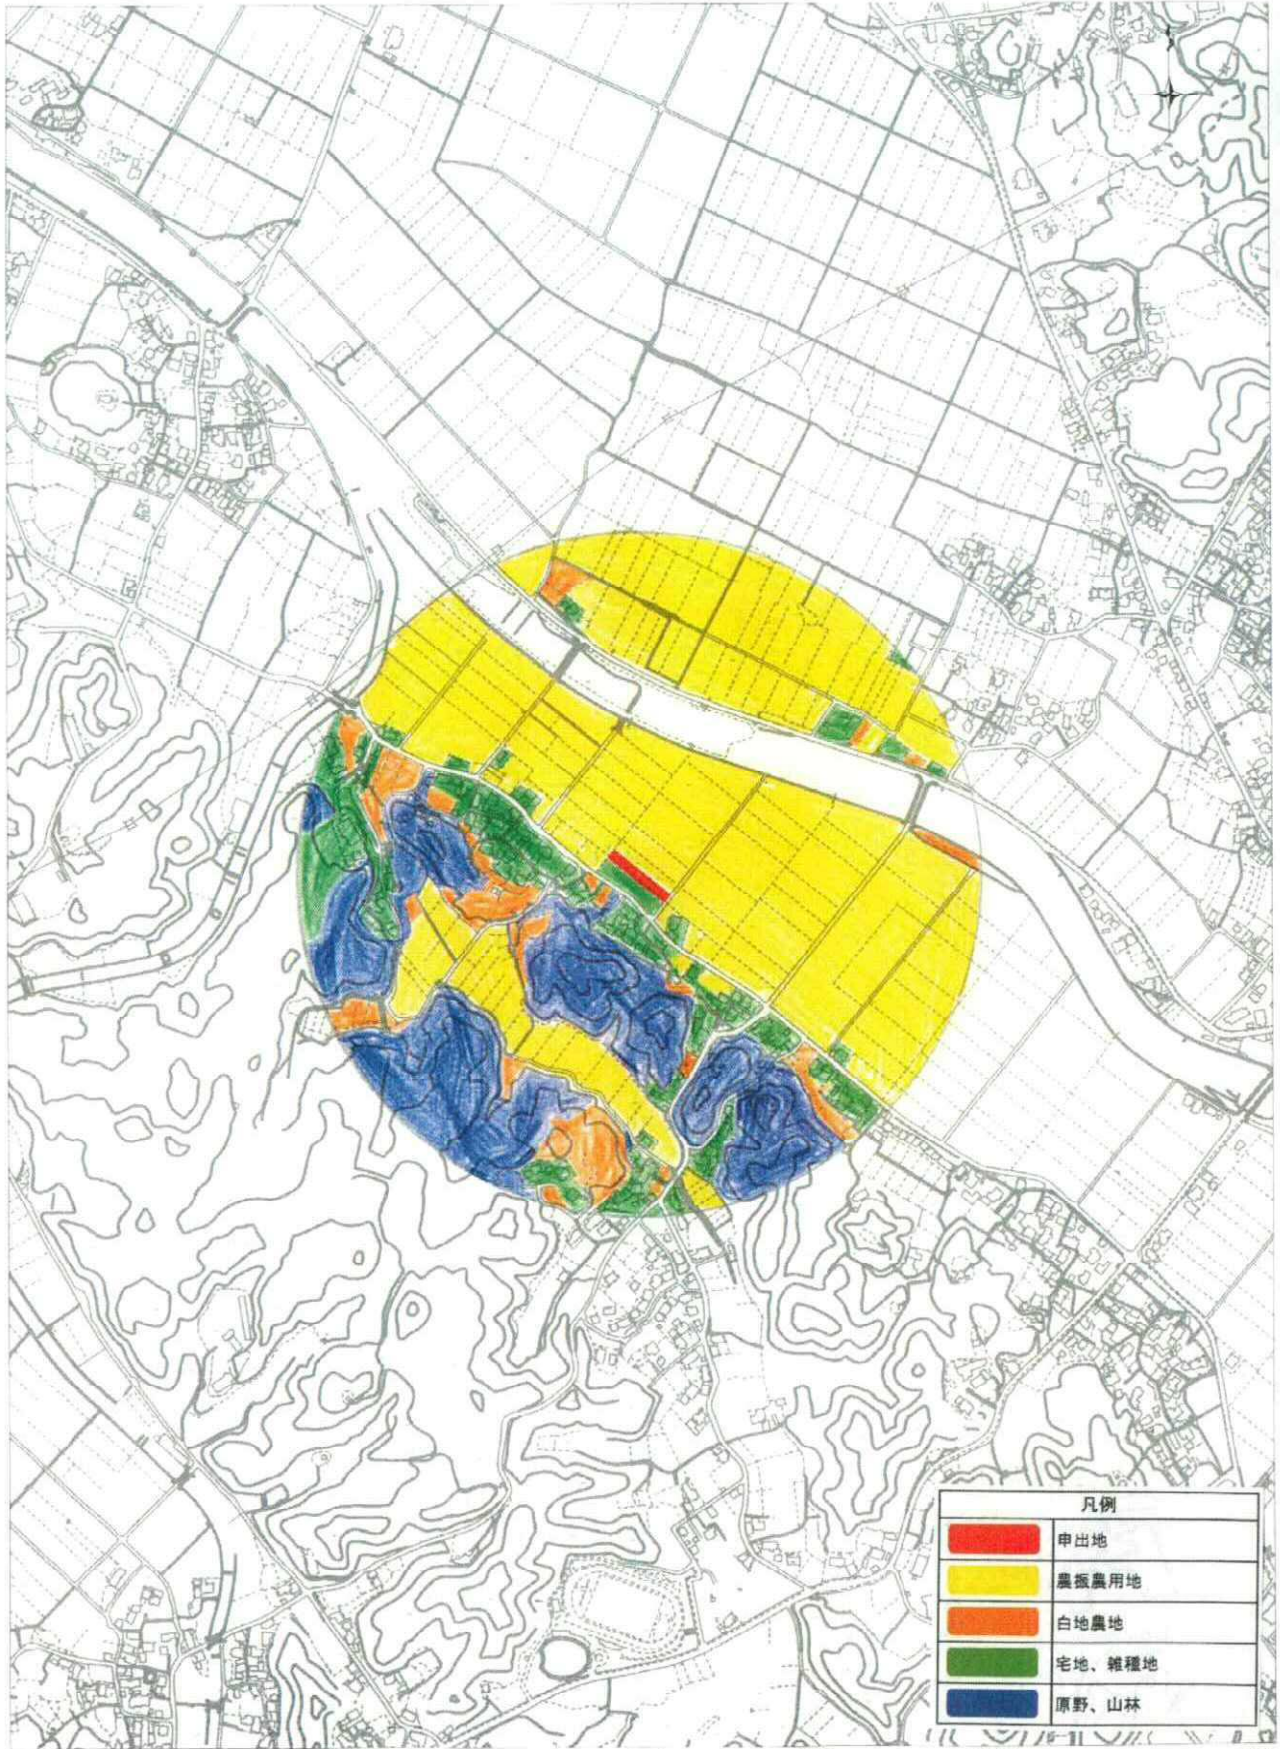 凡例
申出地
農振農用地
白地農地
宅地、雑種地
原野、山林